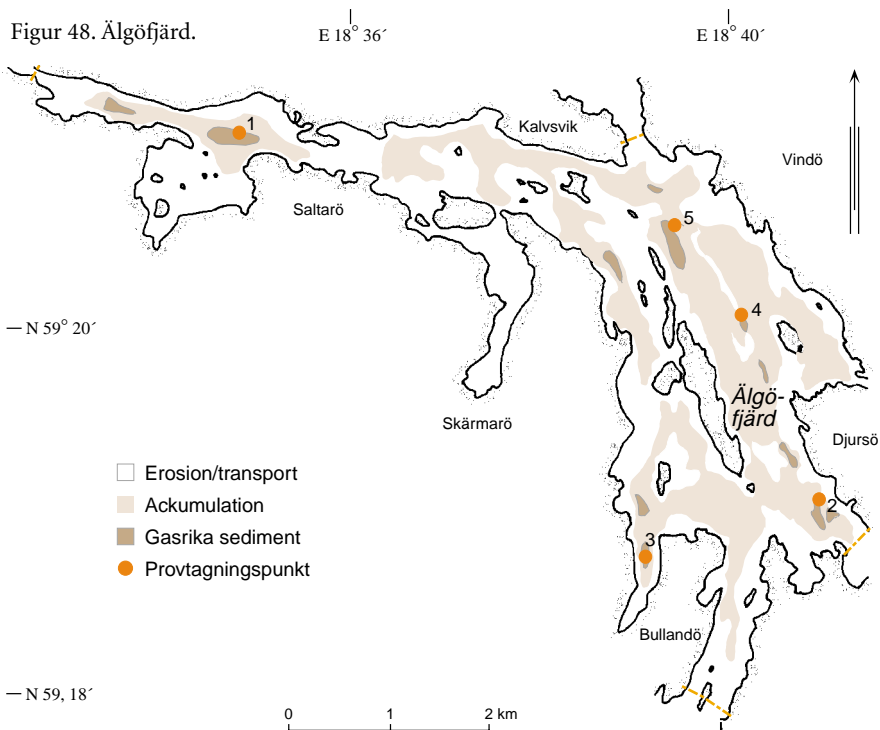 Figur 48. Älgöfjärd.
E 18° 36´
E 18° 40´
Kalvsvik
Vindö
1
Saltarö
5
4
N 59° 20´
Älgö-
fjärd
Skärmarö
Djursö
Erosion/transport
Ackumulation
Gasrika sediment
Provtagningspunkt
2
3
Bullandö
N 59, 18´
0 1 2 km